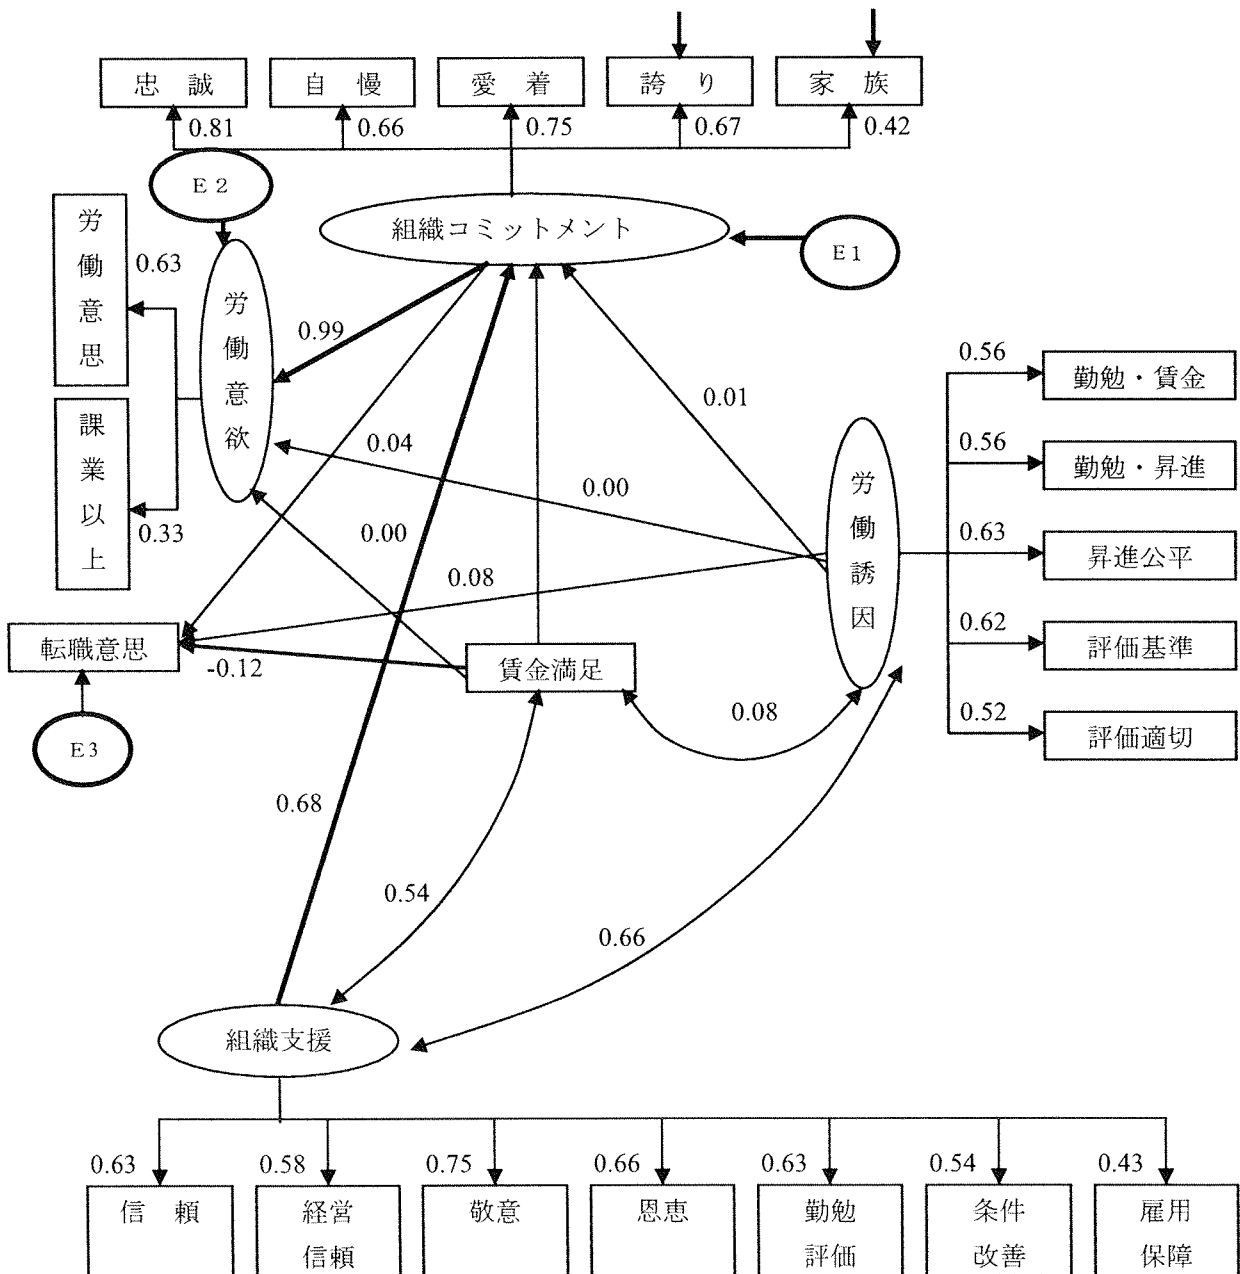 忠 誠
自 慢
愛 着
誇 り
家 族
0.81
0.66
0.75
0.67
0.42
E2
組織コミットメント
E1
労働意思
0.63
労働意欲
0.99
課業以上
0.33
0.04
0.00
0.01
0.00
0.08
労働誘因
0.56
勤勉・賃金
0.56
勤勉・昇進
0.63
昇進公平
0.62
評価基準
0.52
評価適切
転職意思
-0.12
賃金満足
0.08
E3
0.68
0.54
0.66
組織支援
0.63
0.58
0.75
0.66
0.63
0.54
0.43
信 頼
経営
信頼
敬意
恩恵
勤勉
評価
条件
改善
雇用
保障